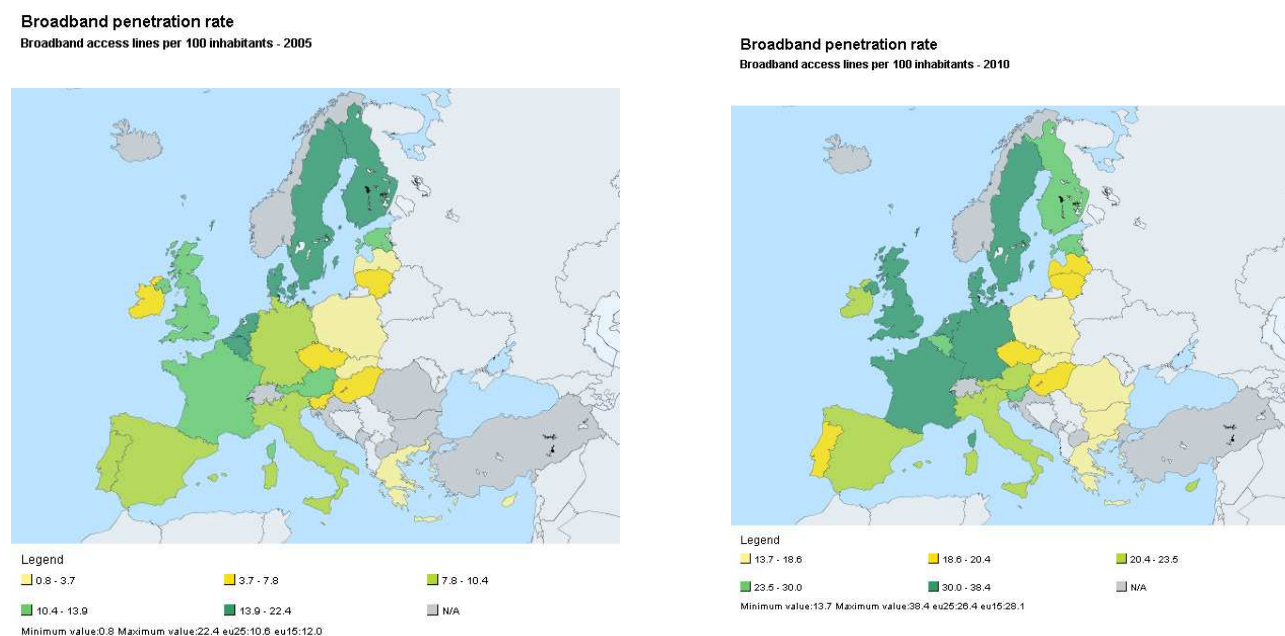 Broadband penetration rate
Broadband access lines per 100 inhabitants - 2005
Legend
0.8 - 3.7
3.7 - 7.8
7.8 - 10.4
10.4 - 13.9
13.9 - 22.4
N/A
Minimum value:0.8 Maximum value:22.4 eu25:10.6 eu15:12.0
Broadband penetration rate
Broadband access lines per 100 inhabitants - 2010
Legend
13.7 - 18.6
18.6 - 20.4
20.4 - 23.5
23.5 - 30.0
30.0 - 38.4
N/A
Minimum value:13.7 Maximum value:38.4 eu25:26.4 eu15:28.1